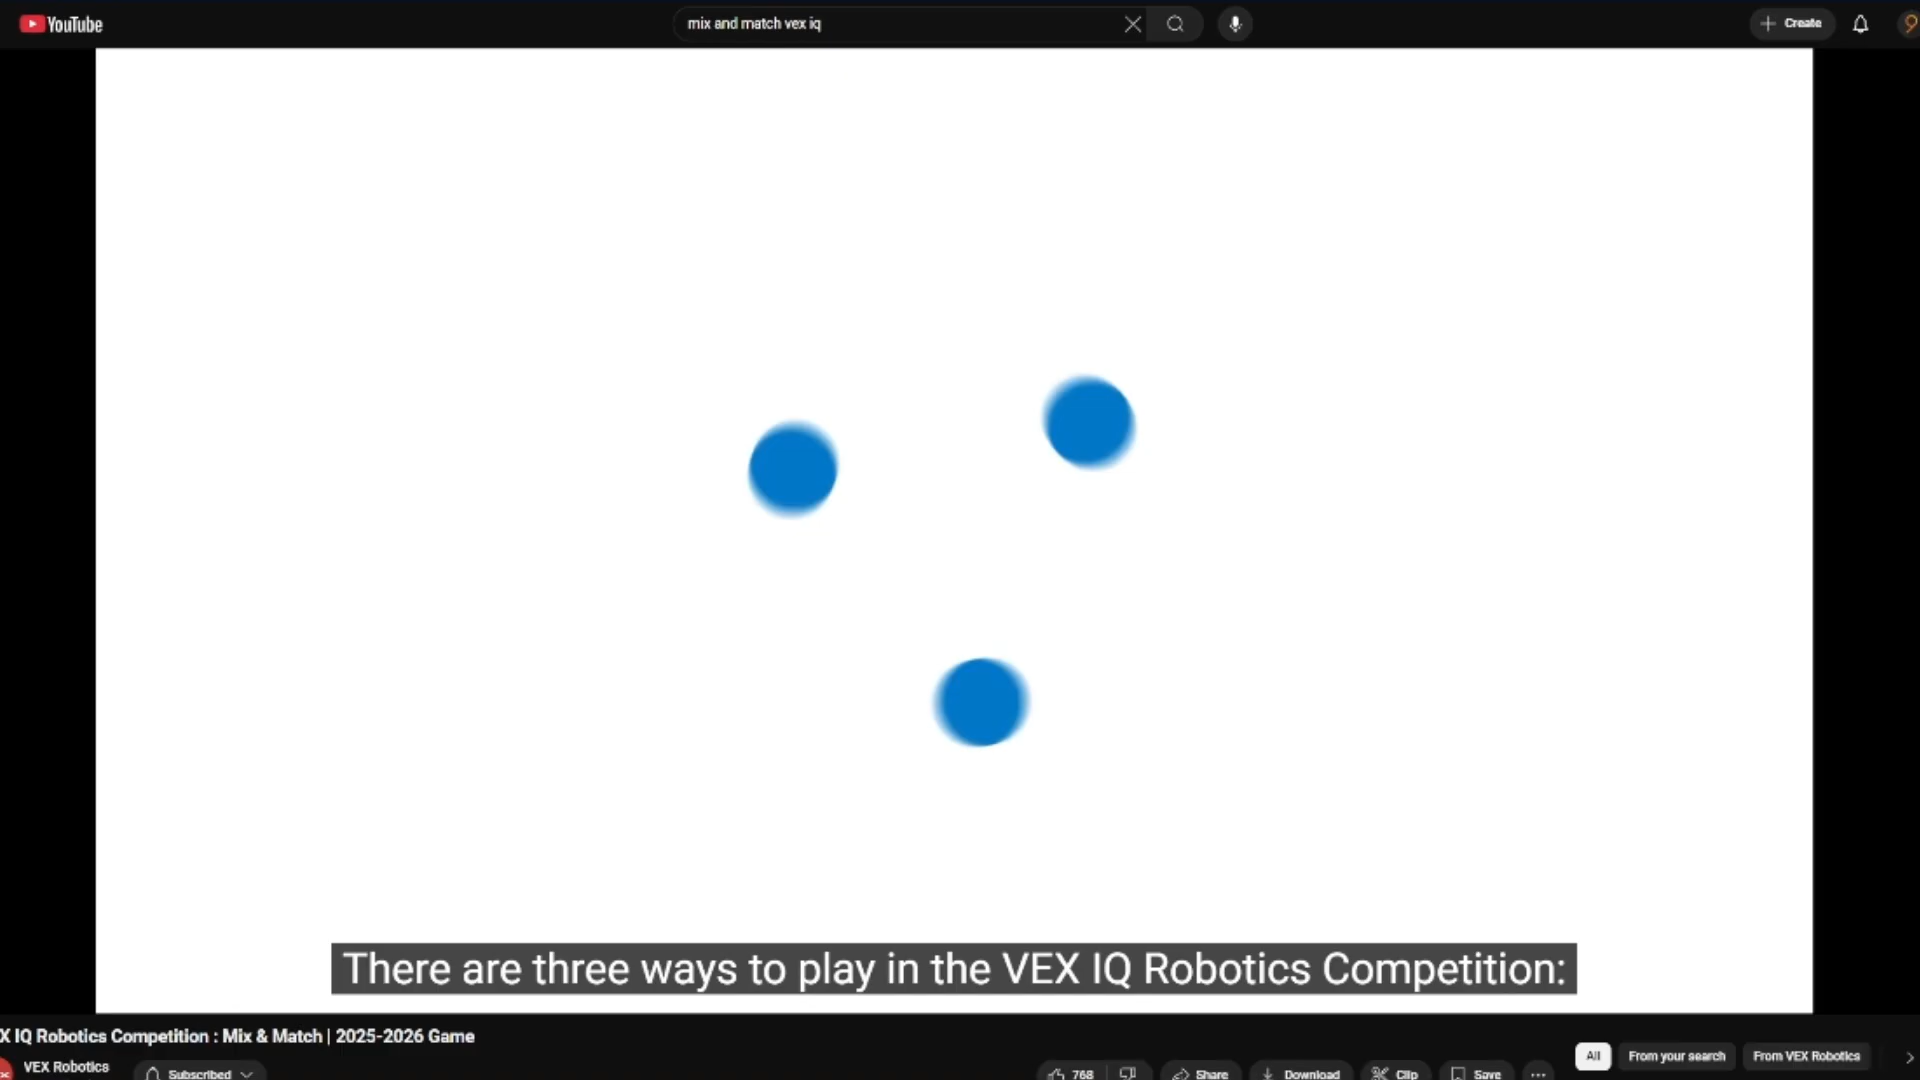 YouTube
mix and match vex iq
Create
There are three ways to play in the VEX IQ Robotics Competition:
X IQ Robotics Competition : Mix & Match | 2025-2026 Game
VEX Robotics
Subscribed
768
Share
Download
Clip
Save
All
From your search
From VEX Robotics